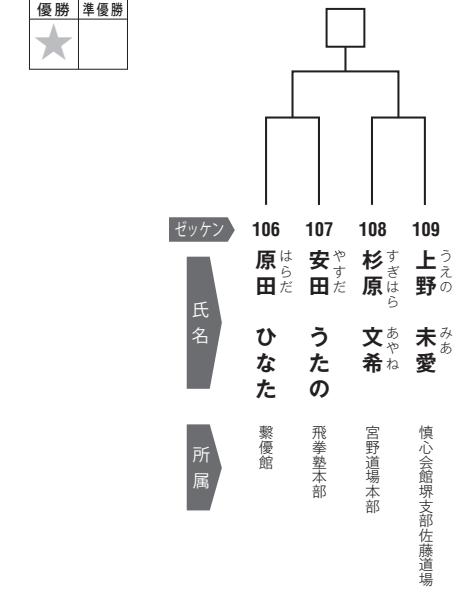 優勝 準優勝
ゼッケン 106 107 108 109
氏名
原田 ひなた
はらだ
安田 うたの
やすだ
杉原 文希
すぎはら あやね
上野 未愛
うえの みあ
所属
繫優館
飛拳塾本部
宮野道場本部
慎心会館堺支部佐藤道場